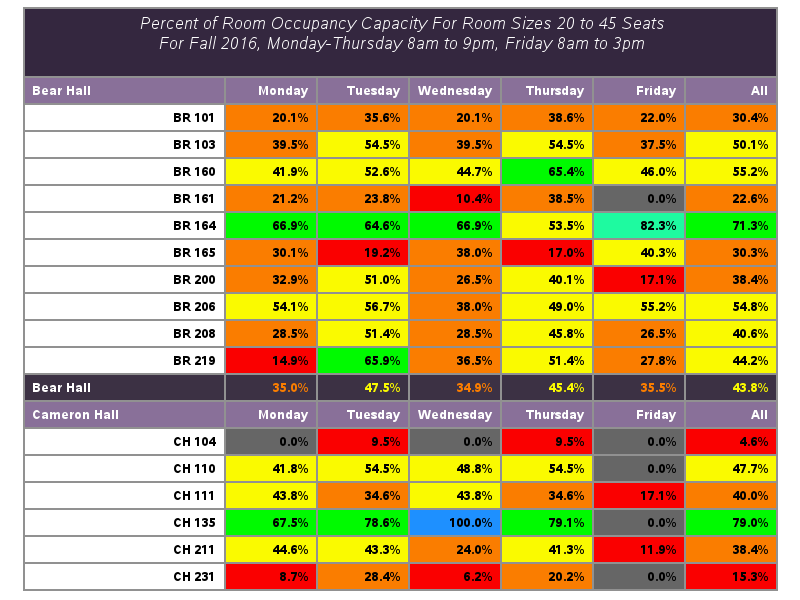 Percent of Room Occupancy Capacity For Room Sizes 20 to 45 Seats
For Fall 2016, Monday-Thursday 8am to 9pm, Friday 8am to 3pm
Bear Hall Monday Tuesday Wednesday Thursday Friday All
BR 101 20.1% 35.6% 20.1% 38.6% 22.0% 30.4%
BR 103 39.5% 54.5% 39.5% 54.5% 37.5% 50.1%
BR 160 41.9% 52.6% 44.7% 65.4% 46.0% 55.2%
BR 161 21.2% 23.8% 10.4% 38.5% 0.0% 22.6%
BR 164 66.9% 64.6% 66.9% 53.5% 82.3% 71.3%
BR 165 30.1% 19.2% 38.0% 17.0% 40.3% 30.3%
BR 200 32.9% 51.0% 26.5% 40.1% 17.1% 38.4%
BR 206 54.1% 56.7% 38.0% 49.0% 55.2% 54.8%
BR 208 28.5% 51.4% 28.5% 45.8% 26.5% 40.6%
BR 219 14.9% 65.9% 36.5% 51.4% 27.8% 44.2%
Bear Hall 35.0% 47.5% 34.9% 45.4% 35.5% 43.8%
Cameron Hall Monday Tuesday Wednesday Thursday Friday All
CH 104 0.0% 9.5% 0.0% 9.5% 0.0% 4.6%
CH 110 41.8% 54.5% 48.8% 54.5% 0.0% 47.7%
CH 111 43.8% 34.6% 43.8% 34.6% 17.1% 40.0%
CH 135 67.5% 78.6% 100.0% 79.1% 0.0% 79.0%
CH 211 44.6% 43.3% 24.0% 41.3% 11.9% 38.4%
CH 231 8.7% 28.4% 6.2% 20.2% 0.0% 15.3%